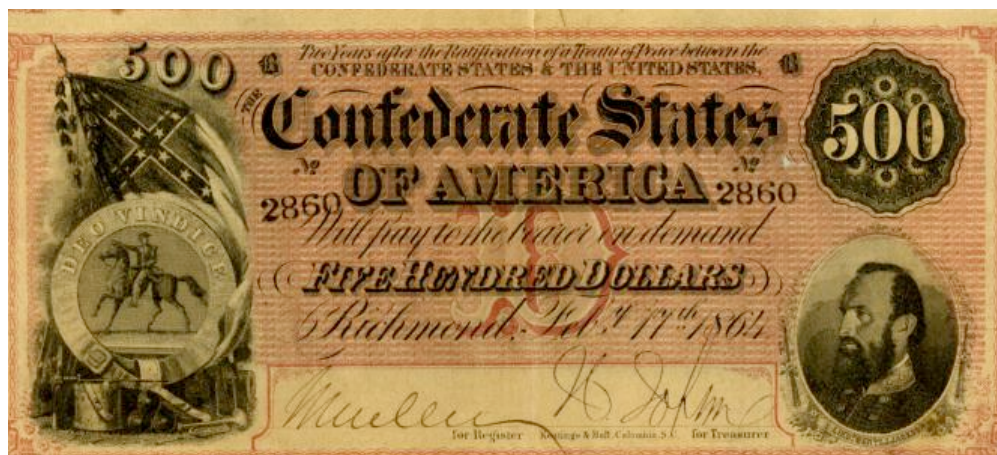 500
Two Years after the Ratification of a Treaty of Peace between the
B CONFEDERATE STATES & THE UNITED STATES, B
THE
Confederate States
500
No No
2860 OF AMERICA 2860
DEO VINDICE
Will pay to the bearer on demand
FIVE HUNDRED DOLLARS
Richmond, Feb.y 17th 1864
for Register Keatinge & Ball, Columbia, S.C. for Treasurer